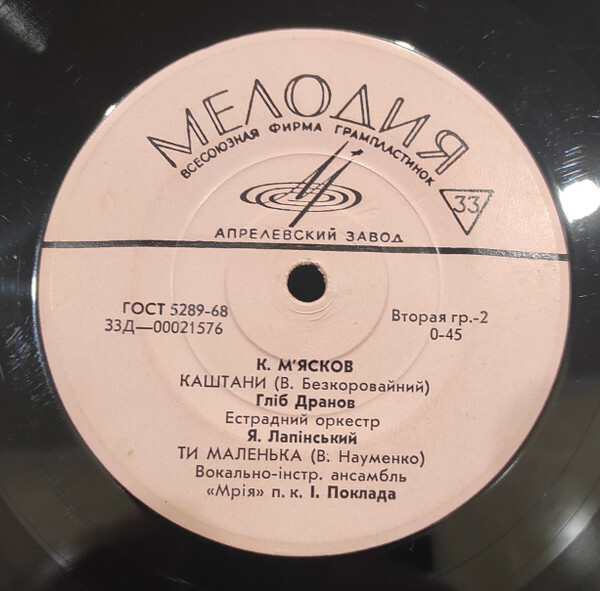 МЕЛОДИЯ
ВСЕСОЮЗНАЯ ФИРМА ГРАМПЛАСТИНОК
33
АПРЕЛЕВСКИЙ ЗАВОД
ГОСТ 5289-68
33Д—00021576
Вторая гр.-2
0-45
К. М'ЯСКОВ
КАШТАНИ (В. Безкоровайний)
Гліб Дранов
Естрадний оркестр
Я. Лапінський
ТИ МАЛЕНЬКА (В. Науменко)
Вокально-інстр. ансамбль
«Мрія» п. к. І. Поклада